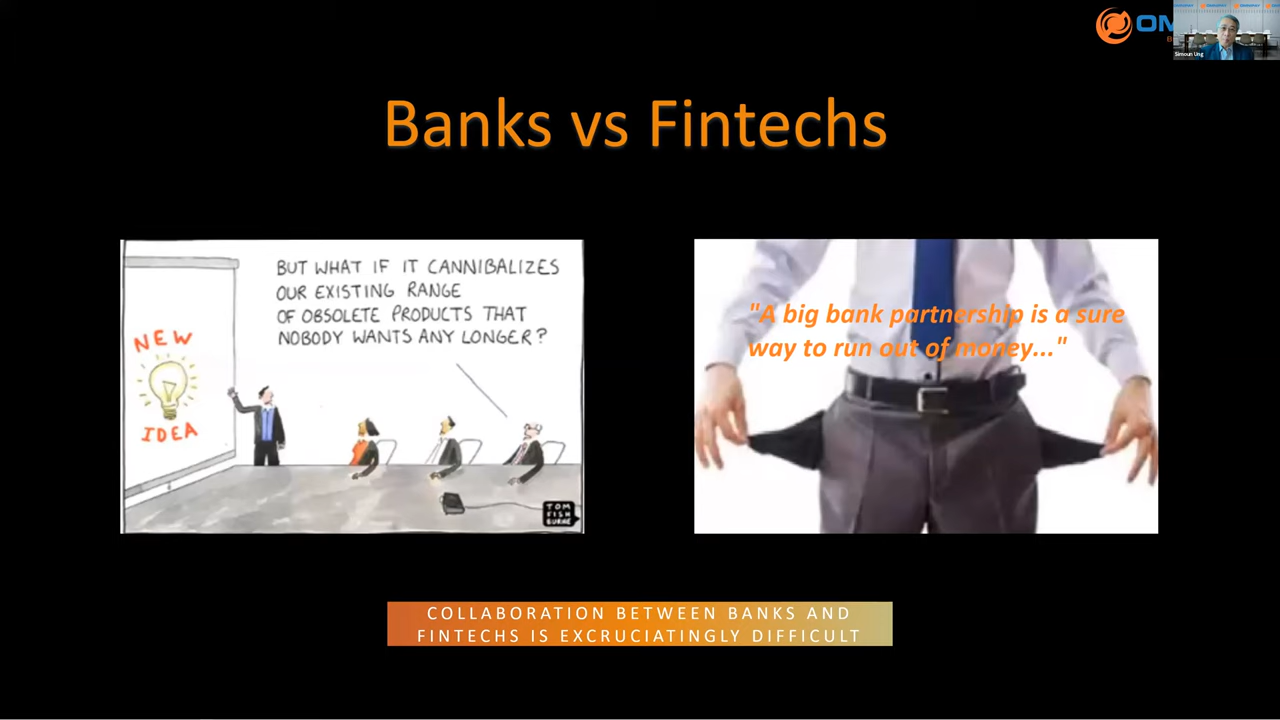 Simoun Ung
Banks vs Fintechs
BUT WHAT IF IT CANNIBALIZES
OUR EXISTING RANGE
OF OBSOLETE PRODUCTS THAT
NOBODY WANTS ANY LONGER?
NEW
IDEA
TOM
FISH
BURNE
"A big bank partnership is a sure
way to run out of money..."
COLLABORATION BETWEEN BANKS AND
FINTECHS IS EXCRUCIATINGLY DIFFICULT